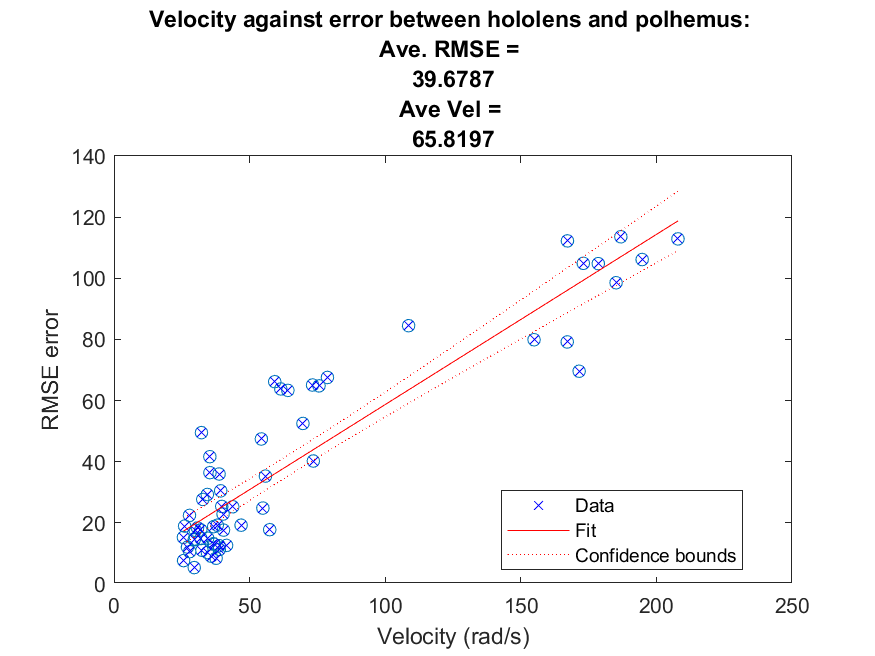 Velocity against error between hololens and polhemus:
Ave. RMSE =
39.6787
Ave Vel =
65.8197
140
120
100
80
60
40
20
0
RMSE error
0 50 100 150 200 250
Velocity (rad/s)
Data
Fit
Confidence bounds